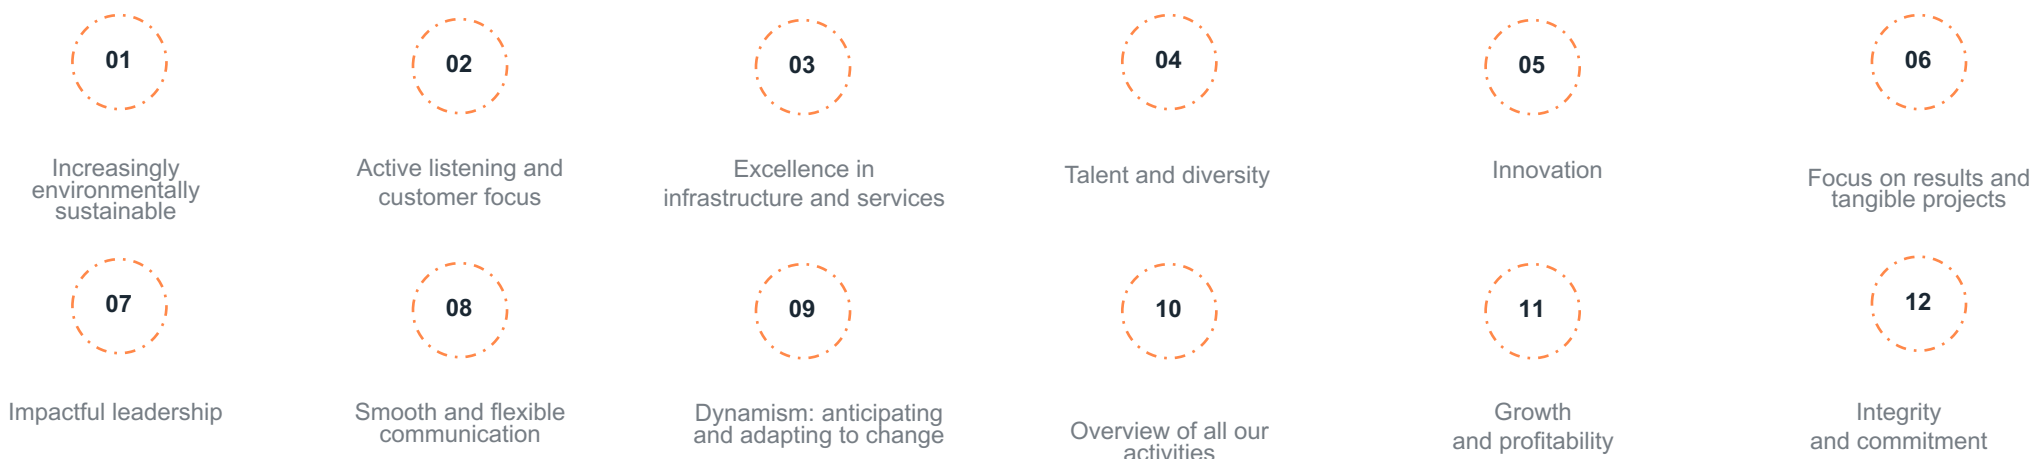 01
02
03
04
05
06
Increasingly
environmentally
sustainable
Active listening and
customer focus
Excellence in
infrastructure and services
Talent and diversity
Innovation
Focus on results and
tangible projects
07
08
09
10
11
12
Impactful leadership
Smooth and flexible
communication
Dynamism: anticipating
and adapting to change
Overview of all our
activities
Growth
and profitability
Integrity
and commitment